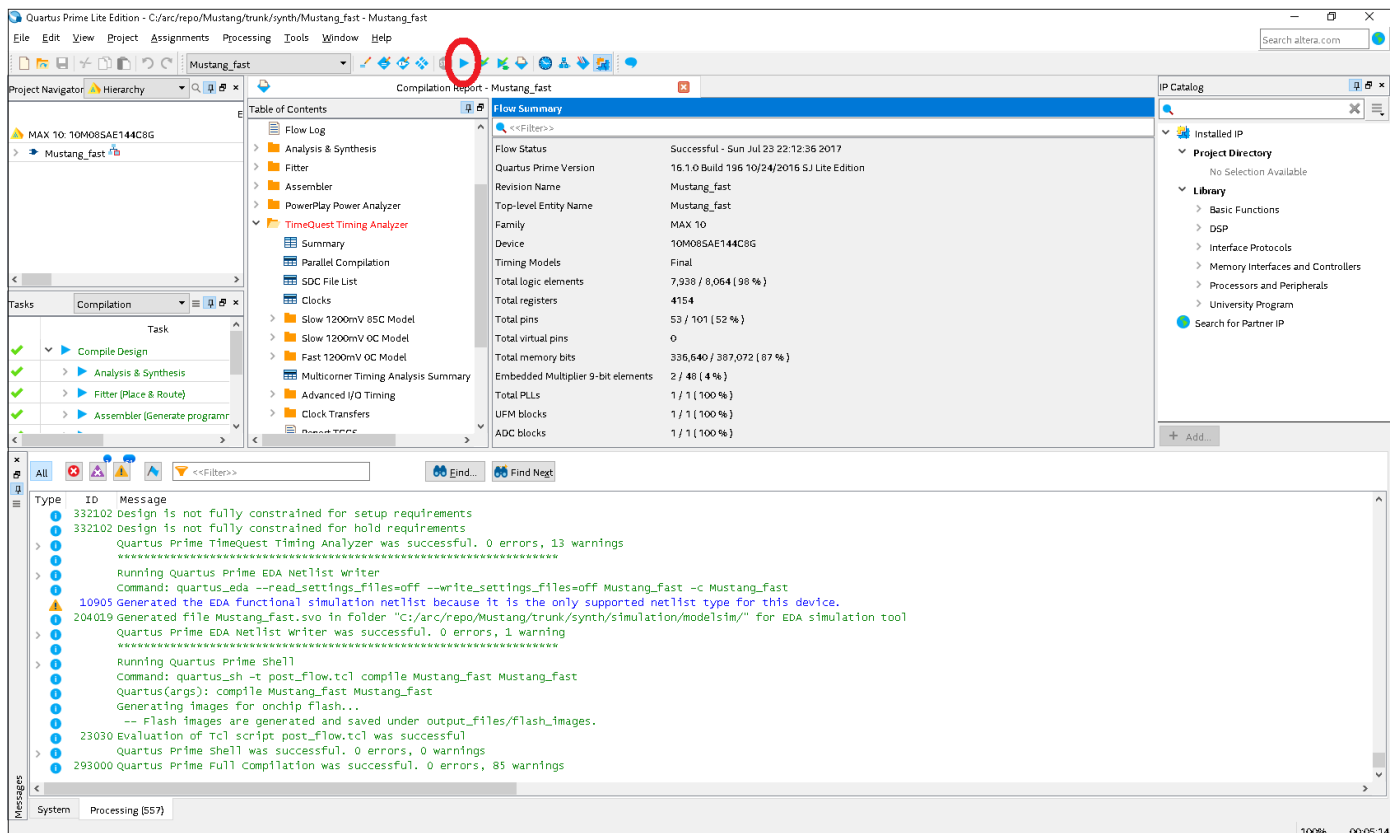 Quartus Prime Lite Edition - C:/arc/repo/Mustang/trunk/synth/Mustang_fast - Mustang_fast
File Edit View Project Assignments Processing Tools Window Help
Search altera.com
Mustang_fast
Project Navigator Hierarchy
E
MAX 10: 10M08SAE144C8G
Mustang_fast
Tasks Compilation
Task
Compile Design
Analysis & Synthesis
Fitter (Place & Route)
Assembler (Generate programr
Compilation Report - Mustang_fast
Table of Contents
Flow Log
Analysis & Synthesis
Fitter
Assembler
PowerPlay Power Analyzer
TimeQuest Timing Analyzer
Summary
Parallel Compilation
SDC File List
Clocks
Slow 1200mV 85C Model
Slow 1200mV 0C Model
Fast 1200mV 0C Model
Multicorner Timing Analysis Summary
Advanced I/O Timing
Clock Transfers
Report TCCS
Flow Summary
<<Filter>>
Flow Status Successful - Sun Jul 23 22:12:36 2017
Quartus Prime Version 16.1.0 Build 196 10/24/2016 SJ Lite Edition
Revision Name Mustang_fast
Top-level Entity Name Mustang_fast
Family MAX 10
Device 10M08SAE144C8G
Timing Models Final
Total logic elements 7,938 / 8,064 ( 98 % )
Total registers 4154
Total pins 53 / 101 ( 52 % )
Total virtual pins 0
Total memory bits 336,640 / 387,072 ( 87 % )
Embedded Multiplier 9-bit elements 2 / 48 ( 4 % )
Total PLLs 1 / 1 ( 100 % )
UFM blocks 1 / 1 ( 100 % )
ADC blocks 1 / 1 ( 100 % )
IP Catalog
Installed IP
Project Directory
No Selection Available
Library
Basic Functions
DSP
Interface Protocols
Memory Interfaces and Controllers
Processors and Peripherals
University Program
Search for Partner IP
+ Add...
All <<Filter>> Find... Find Next
Type ID Message
332102 Design is not fully constrained for setup requirements
332102 Design is not fully constrained for hold requirements
Quartus Prime TimeQuest Timing Analyzer was successful. 0 errors, 13 warnings
*******************************************************************
Running Quartus Prime EDA Netlist Writer
Command: quartus_eda --read_settings_files=off --write_settings_files=off Mustang_fast -c Mustang_fast
10905 Generated the EDA functional simulation netlist because it is the only supported netlist type for this device.
204019 Generated file Mustang_fast.svo in folder "C:/arc/repo/Mustang/trunk/synth/simulation/modelsim/" for EDA simulation tool
Quartus Prime EDA Netlist Writer was successful. 0 errors, 1 warning
*******************************************************************
Running Quartus Prime Shell
Command: quartus_sh -t post_flow.tcl compile Mustang_fast Mustang_fast
Quartus(args): compile Mustang_fast Mustang_fast
Generating images for onchip flash...
-- Flash images are generated and saved under output_files/flash_images.
23030 Evaluation of Tcl script post_flow.tcl was successful
Quartus Prime Shell was successful. 0 errors, 0 warnings
293000 Quartus Prime Full Compilation was successful. 0 errors, 85 warnings
Messages
System Processing (557)
100% 00:05:14